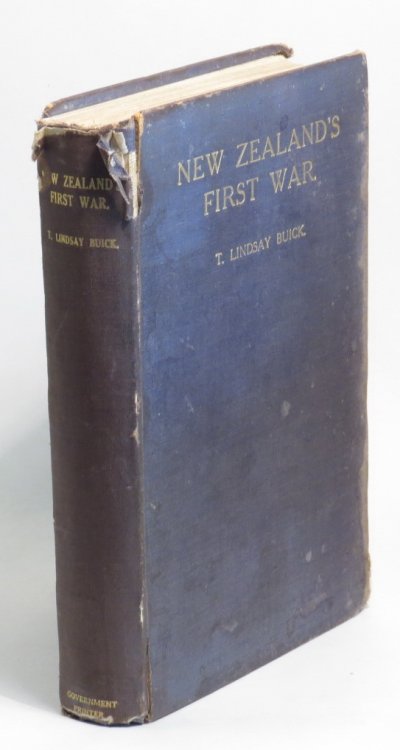 NEW ZEALAND'S
FIRST WAR.
T. LINDSAY BUICK.
W ZEALAND'
FIRST WAR.
T. LINDSAY BUICK.
GOVERNMENT
PRINTER